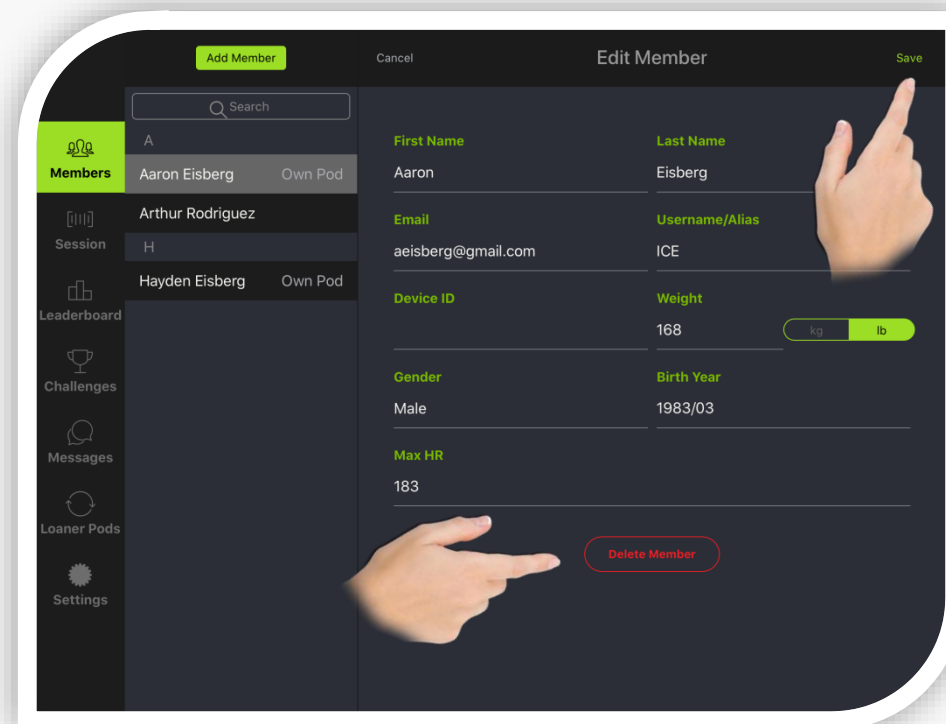 Add Member
Cancel
Edit Member
Save
Members
Session
Leaderboard
Challenges
Messages
Loaner Pods
Settings
Search
A
Aaron Eisberg Own Pod
Arthur Rodriguez
H
Hayden Eisberg Own Pod
First Name
Aaron
Last Name
Eisberg
Email
aeisberg@gmail.com
Username/Alias
ICE
Device ID
Weight
168
kg lb
Gender
Male
Birth Year
1983/03
Max HR
183
Delete Member